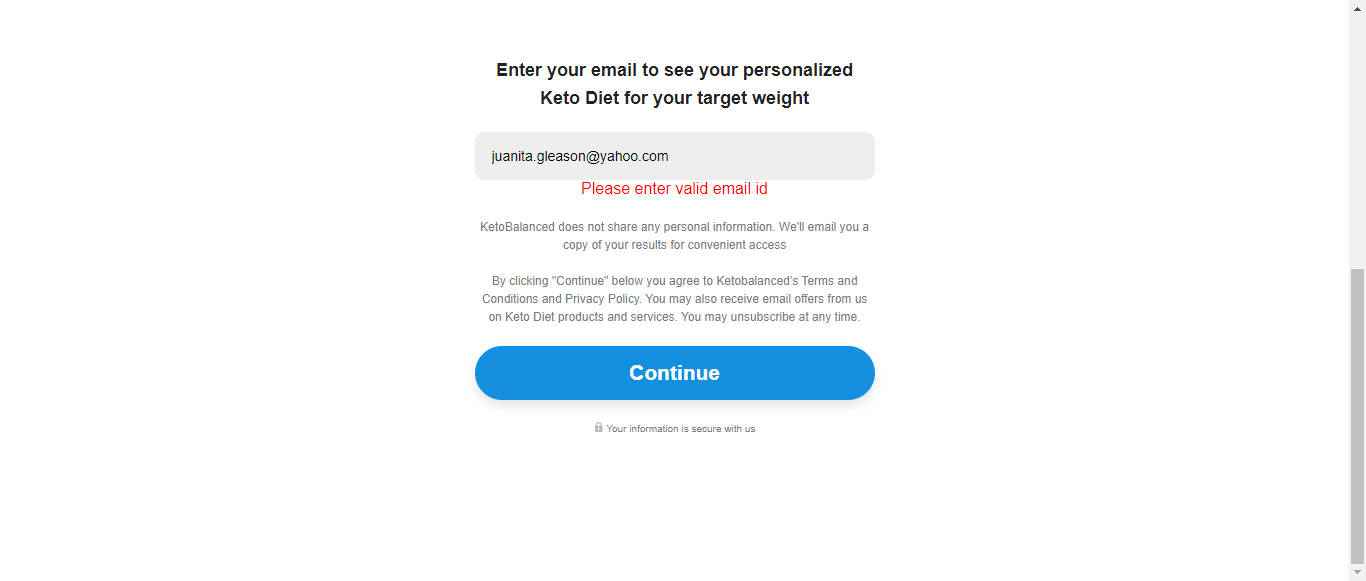 Enter your email to see your personalized
Keto Diet for your target weight
juanita.gleason@yahoo.com
Please enter valid email id
KetoBalanced does not share any personal information. We'll email you a
copy of your results for convenient access
By clicking "Continue" below you agree to Ketobalanced’s Terms and
Conditions and Privacy Policy. You may also receive email offers from us
on Keto Diet products and services. You may unsubscribe at any time.
Continue
Your information is secure with us